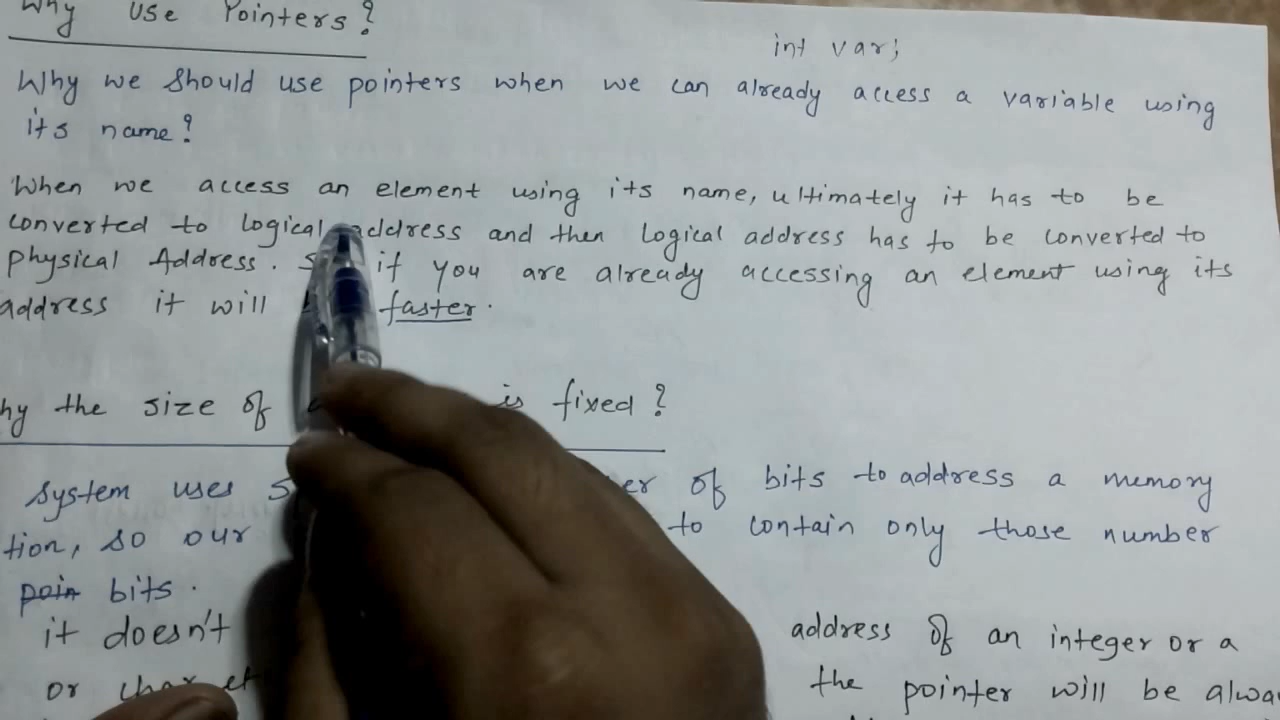 Why Use Pointers?
int var;
Why we should use pointers when we can already access a variable using
its name?
When we access an element using its name, ultimately it has to be
converted to logical address and then logical address has to be converted to
Physical Address. if you are already accessing an element using its
address it will faster.
the size of is fixed?
System uses of bits to address a memory
so our to contain only those number
poin bits.
it doesn't address of an integer or a
or the pointer will be